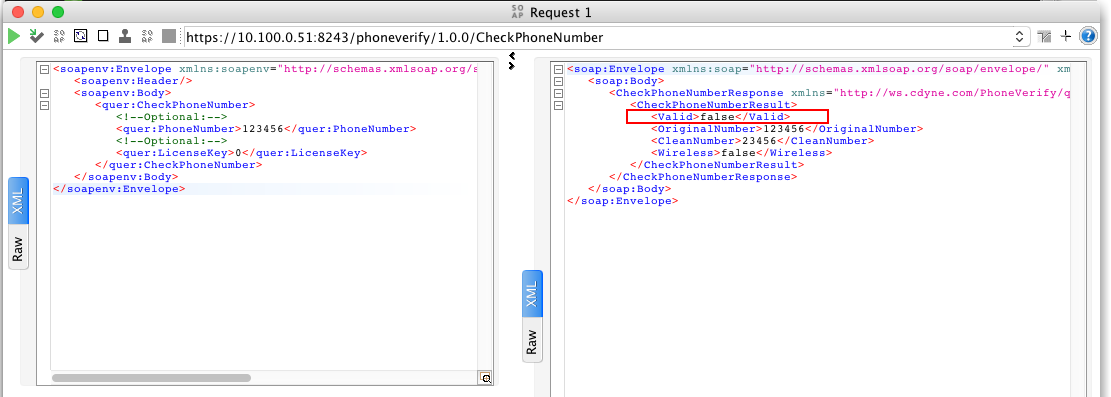 SO AP Request 1
https://10.100.0.51:8243/phoneverify/1.0.0/CheckPhoneNumber
<soapenv:Envelope xmlns:soapenv="http://schemas.xmlsoap.org/s
<soapenv:Header/>
<soapenv:Body>
<quer:CheckPhoneNumber>
<!--Optional:-->
<quer:PhoneNumber>123456</quer:PhoneNumber>
<!--Optional:-->
<quer:LicenseKey>0</quer:LicenseKey>
</quer:CheckPhoneNumber>
</soapenv:Body>
</soapenv:Envelope>
XML
Raw
<soap:Envelope xmlns:soap="http://schemas.xmlsoap.org/soap/envelope/" xm
<soap:Body>
<CheckPhoneNumberResponse xmlns="http://ws.cdyne.com/PhoneVerify/q
<CheckPhoneNumberResult>
<Valid>false</Valid>
<OriginalNumber>123456</OriginalNumber>
<CleanNumber>23456</CleanNumber>
<Wireless>false</Wireless>
</CheckPhoneNumberResult>
</CheckPhoneNumberResponse>
</soap:Body>
</soap:Envelope>
XML
Raw